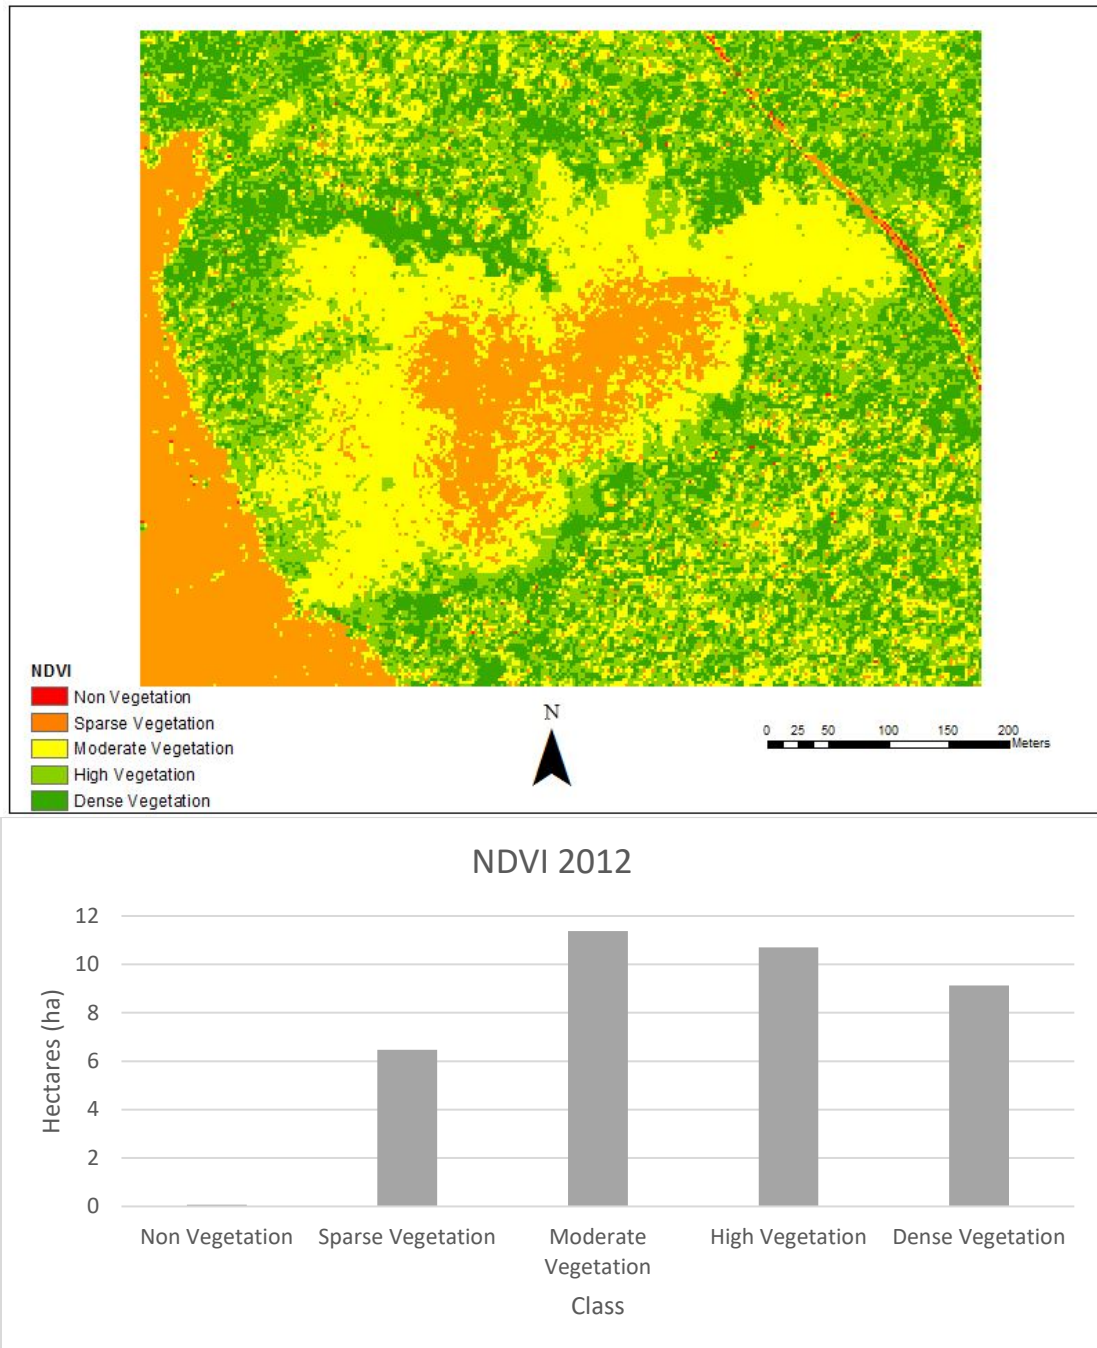 NDVI
Non Vegetation
Sparse Vegetation
Moderate Vegetation
High Vegetation
Dense Vegetation
N
0 25 50 100 150 200
Meters
NDVI 2012
Hectares (ha)
12
10
8
6
4
2
0
Non Vegetation Sparse Vegetation Moderate Vegetation High Vegetation Dense Vegetation
Class